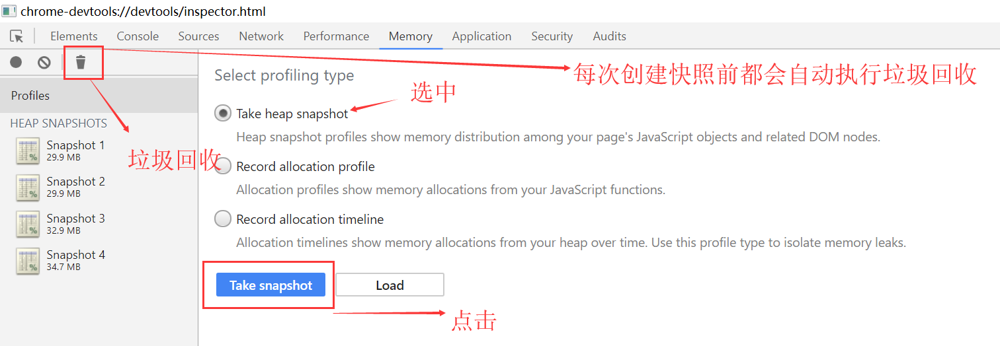 chrome-devtools://devtools/inspector.html
Elements Console Sources Network Performance Memory Application Security Audits
每次创建快照前都会自动执行垃圾回收
Select profiling type
选中
Profiles
Take heap snapshot
HEAP SNAPSHOTS
Heap snapshot profiles show memory distribution among your page's JavaScript objects and related DOM nodes.
Snapshot 1
29.9 MB
垃圾回收
Record allocation profile
Snapshot 2
29.9 MB
Allocation profiles show memory allocations from your JavaScript functions.
Snapshot 3
32.9 MB
Record allocation timeline
Allocation timelines show memory allocations from your heap over time. Use this profile type to isolate memory leaks.
Snapshot 4
34.7 MB
Take snapshot Load
点击